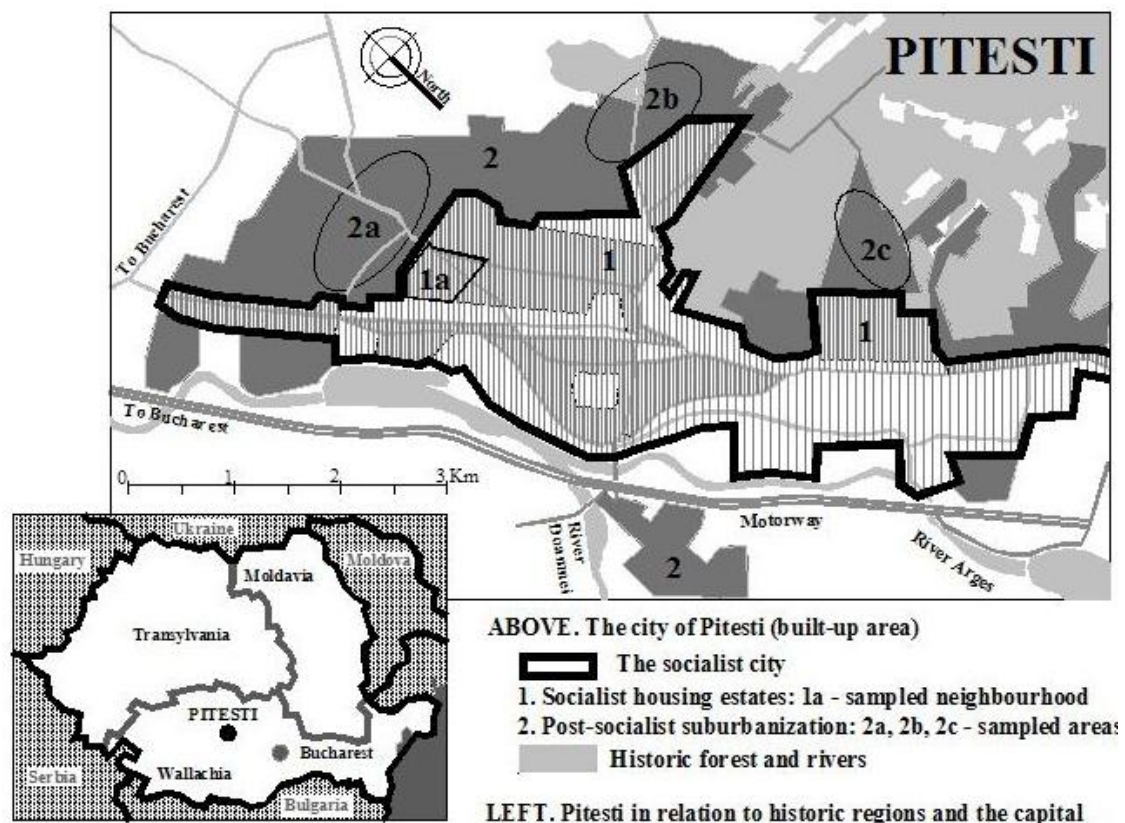 PITESTI
North
2b
2
2a
2c
To Bucharest
1
1a
1
To Bucharest
0 1 2 3 Km
Motorway
River Doamnei
River Arges
2
Ukraine
Hungary
Moldova
Moldavia
Transylvania
PITESTI
Bucharest
Wallachia
Serbia
Bulgaria
ABOVE. The city of Pitesti (built-up area)
The socialist city
1. Socialist housing estates: 1a - sampled neighbourhood
2. Post-socialist suburbanization: 2a, 2b, 2c - sampled areas
Historic forest and rivers
LEFT. Pitesti in relation to historic regions and the capital